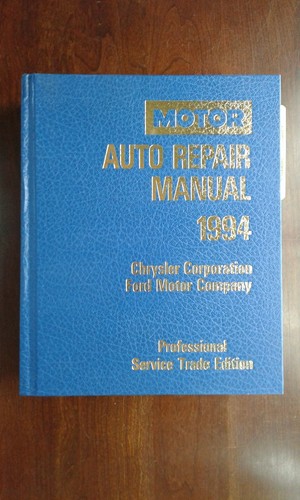 MOTOR
AUTO REPAIR
MANUAL
1994
Chrysler Corporation
Ford Motor Company
Professional
Service Trade Edition